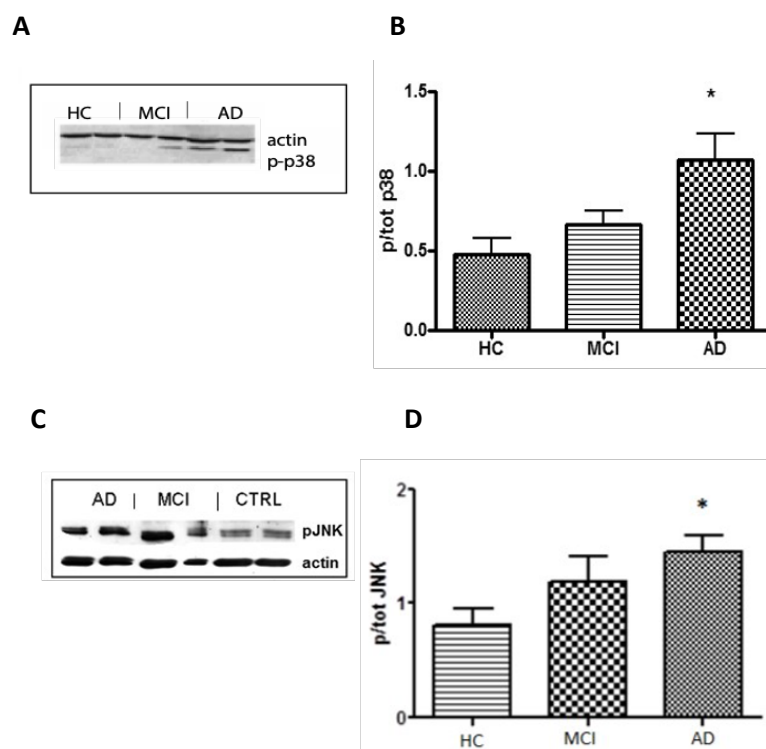 A
HC | MCI | AD
actin
p-p38
B
1.5
*
1.0
0.5
0.0
p/tot p38
HC MCI AD
C
AD | MCI | CTRL
pJNK
actin
D
2
*
1
0
p/tot JNK
HC MCI AD